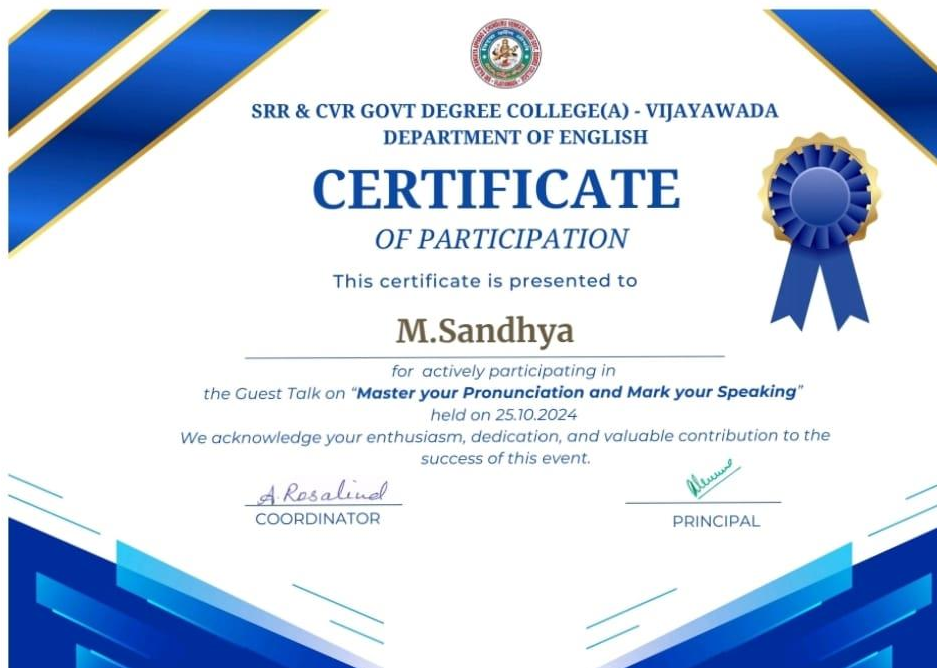 SRR & CVR GOVT DEGREE COLLEGE(A) - VIJAYAWADA
DEPARTMENT OF ENGLISH
CERTIFICATE
OF PARTICIPATION
This certificate is presented to
M.Sandhya
for actively participating in
the Guest Talk on "Master your Pronunciation and Mark your Speaking"
held on 25.10.2024
We acknowledge your enthusiasm, dedication, and valuable contribution to the
success of this event.
A.Rosalind
COORDINATOR
PRINCIPAL